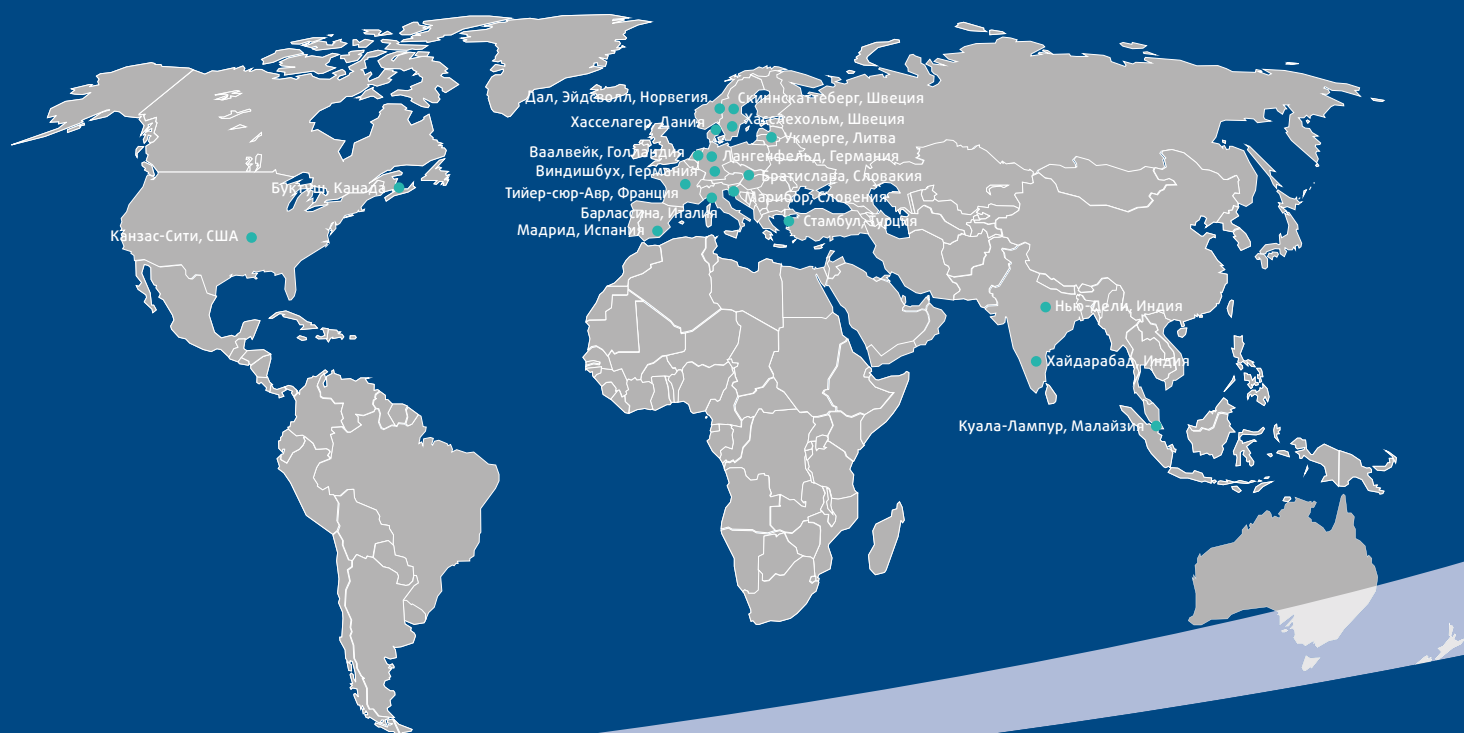 Дал, Эйдсволл, Норвегия
Скиннскаттеберг, Швеция
Хасселагер, Дания
Хасслехольм, Швеция
Укмерге, Литва
Ваалвейк, Голландия
Лангенфельд, Германия
Виндишбух, Германия
Братислава, Словакия
Буктуш, Канада
Тийер-сюр-Авр, Франция
Марибор, Словения
Барлассина, Италия
Стамбул, Турция
Мадрид, Испания
Канзас-Сити, США
Нью-Дели, Индия
Хайдарабад, Индия
Куала-Лампур, Малайзия